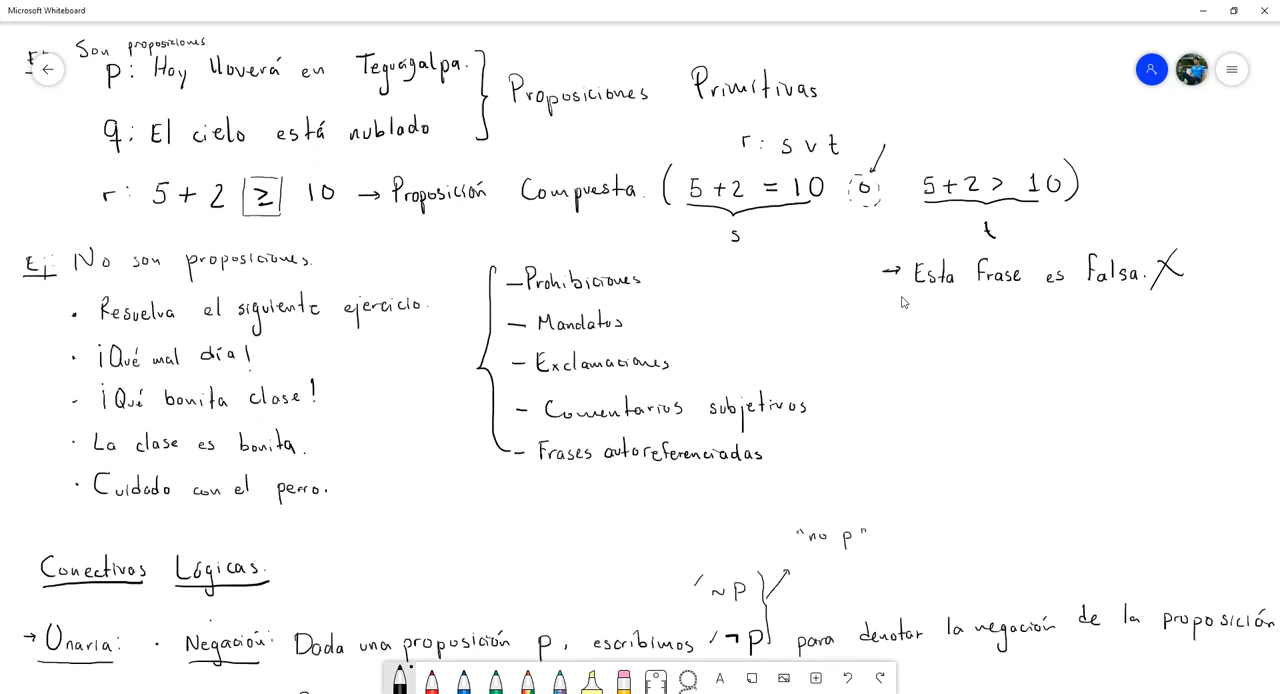 Microsoft Whiteboard
Ej: Son proposiciones
p: Hoy lloverá en Tegucigalpa.
q: El cielo está nublado
Proposiciones Primitivas
r: s v t
r: 5 + 2 ≥ 10 → Proposición Compuesta. ( 5 + 2 = 10 o 5 + 2 > 10 )
s t
Ej: No son proposiciones.
• Resuelva el siguiente ejercicio.
• ¡Qué mal día!
- ¡Qué bonita clase!
· La clase es bonita.
· Cuidado con el perro.
- Prohibiciones
- Mandatos
- Exclamaciones
- Comentarios subjetivos
- Frases autoreferenciadas
→ Esta frase es falsa. X
Conectivas Lógicas.
"no p"
~ p
→ Unaria: • Negación: Dada una proposición p, escribimos ¬ p para denotar la negación de la proposición